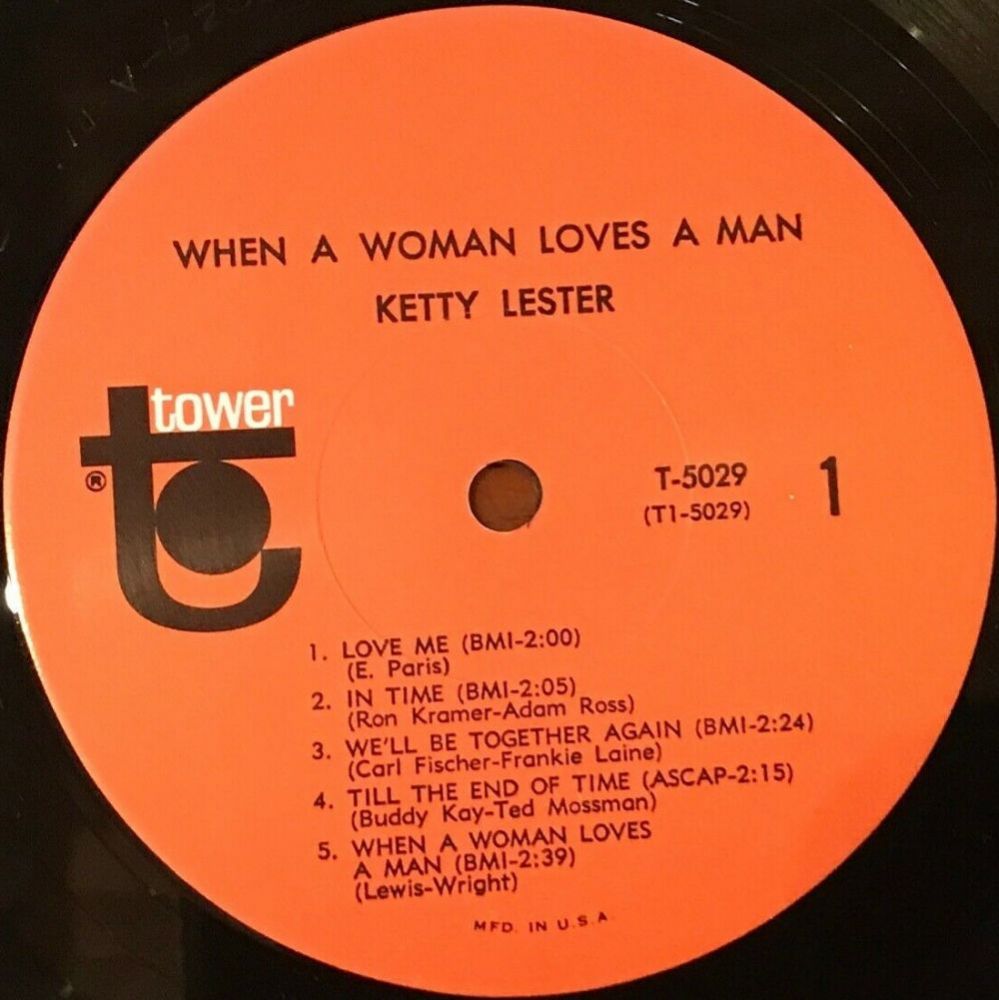 WHEN A WOMAN LOVES A MAN
KETTY LESTER
tower
®
T-5029
(T1-5029)
1
1. LOVE ME (BMI-2:00)
(E. Paris)
2. IN TIME (BMI-2:05)
(Ron Kramer-Adam Ross)
3. WE'LL BE TOGETHER AGAIN (BMI-2:24)
(Carl Fischer-Frankie Laine)
4. TILL THE END OF TIME (ASCAP-2:15)
(Buddy Kay-Ted Mossman)
5. WHEN A WOMAN LOVES
A MAN (BMI-2:39)
(Lewis-Wright)
MFD. IN U.S.A.